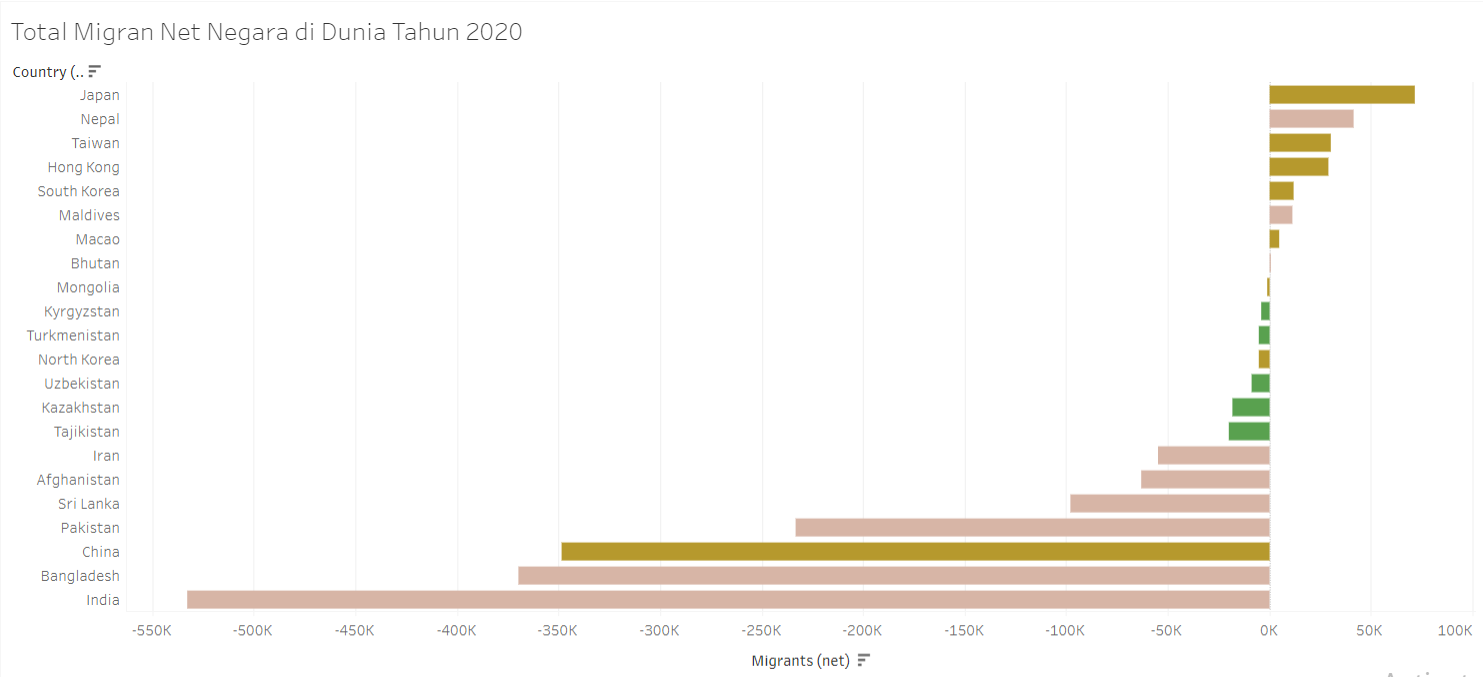 Total Migran Net Negara di Dunia Tahun 2020
Country (..
Japan
Nepal
Taiwan
Hong Kong
South Korea
Maldives
Macao
Bhutan
Mongolia
Kyrgyzstan
Turkmenistan
North Korea
Uzbekistan
Kazakhstan
Tajikistan
Iran
Afghanistan
Sri Lanka
Pakistan
China
Bangladesh
India
-550K -500K -450K -400K -350K -300K -250K -200K -150K -100K -50K 0K 50K 100K
Migrants (net)